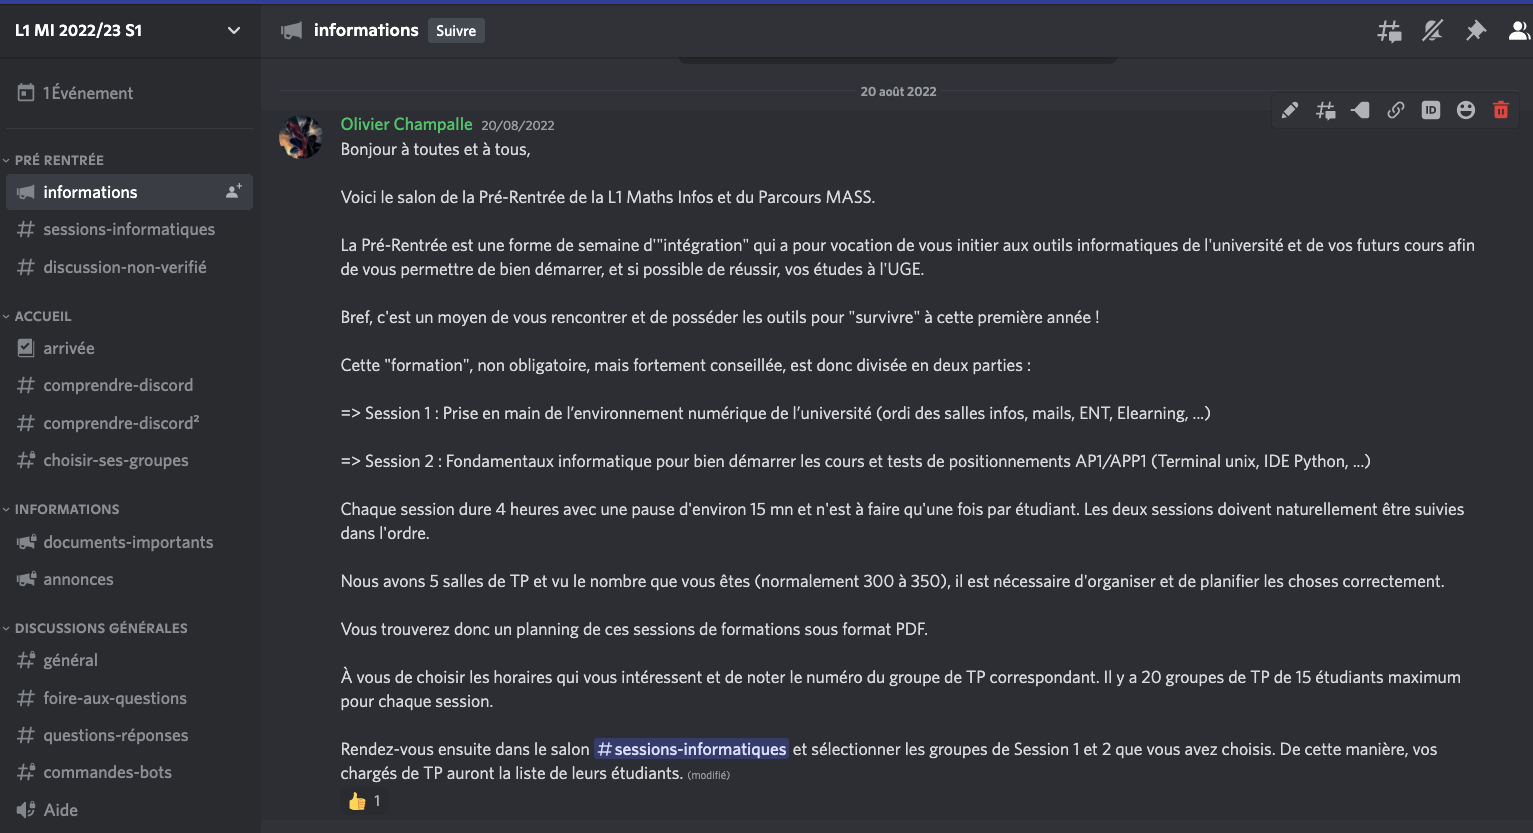 L1 MI 2022/23 S1
1 Événement
PRÉ RENTRÉE
informations
sessions-informatiques
discussion-non-verifié
ACCUEIL
arrivée
comprendre-discord
comprendre-discord²
choisir-ses-groupes
INFORMATIONS
documents-importants
annonces
DISCUSSIONS GÉNÉRALES
général
foire-aux-questions
questions-réponses
commandes-bots
Aide
informations Suivre
20 août 2022
ID
Olivier Champalle 20/08/2022
Bonjour à toutes et à tous,
Voici le salon de la Pré-Rentrée de la L1 Maths Infos et du Parcours MASS.
La Pré-Rentrée est une forme de semaine d'"intégration" qui a pour vocation de vous initier aux outils informatiques de l'université et de vos futurs cours afin
de vous permettre de bien démarrer, et si possible de réussir, vos études à l'UGE.
Bref, c'est un moyen de vous rencontrer et de posséder les outils pour "survivre" à cette première année !
Cette "formation", non obligatoire, mais fortement conseillée, est donc divisée en deux parties :
=> Session 1 : Prise en main de l’environnement numérique de l’université (ordi des salles infos, mails, ENT, Elearning, ...)
=> Session 2 : Fondamentaux informatique pour bien démarrer les cours et tests de positionnements AP1/APP1 (Terminal unix, IDE Python, ...)
Chaque session dure 4 heures avec une pause d'environ 15 mn et n'est à faire qu'une fois par étudiant. Les deux sessions doivent naturellement être suivies
dans l'ordre.
Nous avons 5 salles de TP et vu le nombre que vous êtes (normalement 300 à 350), il est nécessaire d'organiser et de planifier les choses correctement.
Vous trouverez donc un planning de ces sessions de formations sous format PDF.
À vous de choisir les horaires qui vous intéressent et de noter le numéro du groupe de TP correspondant. Il y a 20 groupes de TP de 15 étudiants maximum
pour chaque session.
Rendez-vous ensuite dans le salon #sessions-informatiques et sélectionner les groupes de Session 1 et 2 que vous avez choisis. De cette manière, vos
chargés de TP auront la liste de leurs étudiants. (modifié)
👍 1